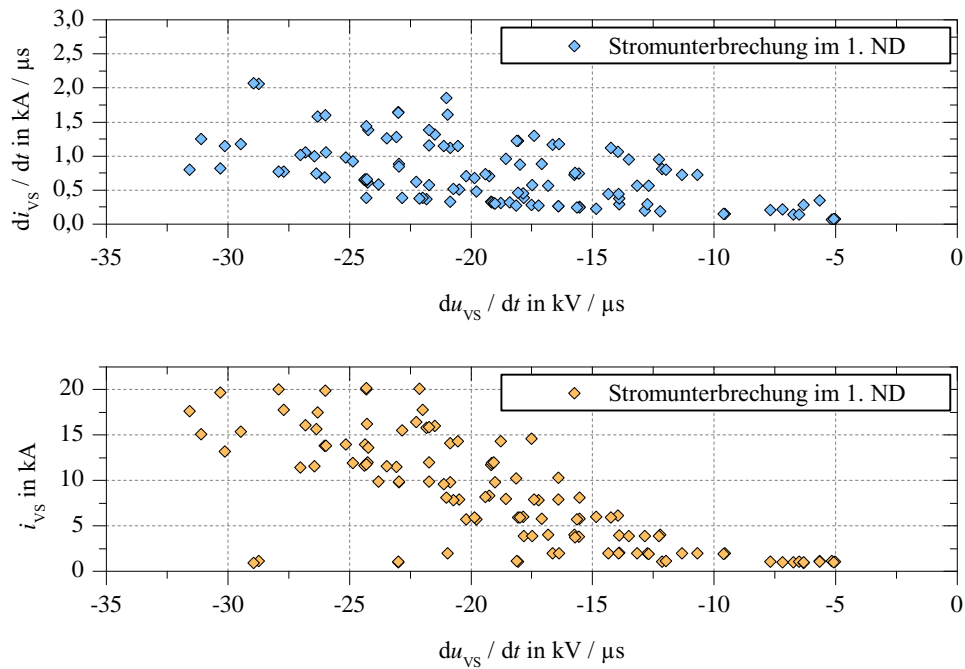 3,0
2,5
2,0
1,5
1,0
0,5
0,0
di_VS / dt in kA / µs
Stromunterbrechung im 1. ND
-35 -30 -25 -20 -15 -10 -5 0
du_VS / dt in kV / µs
20
15
10
5
0
i_VS in kA
Stromunterbrechung im 1. ND
-35 -30 -25 -20 -15 -10 -5 0
du_VS / dt in kV / µs